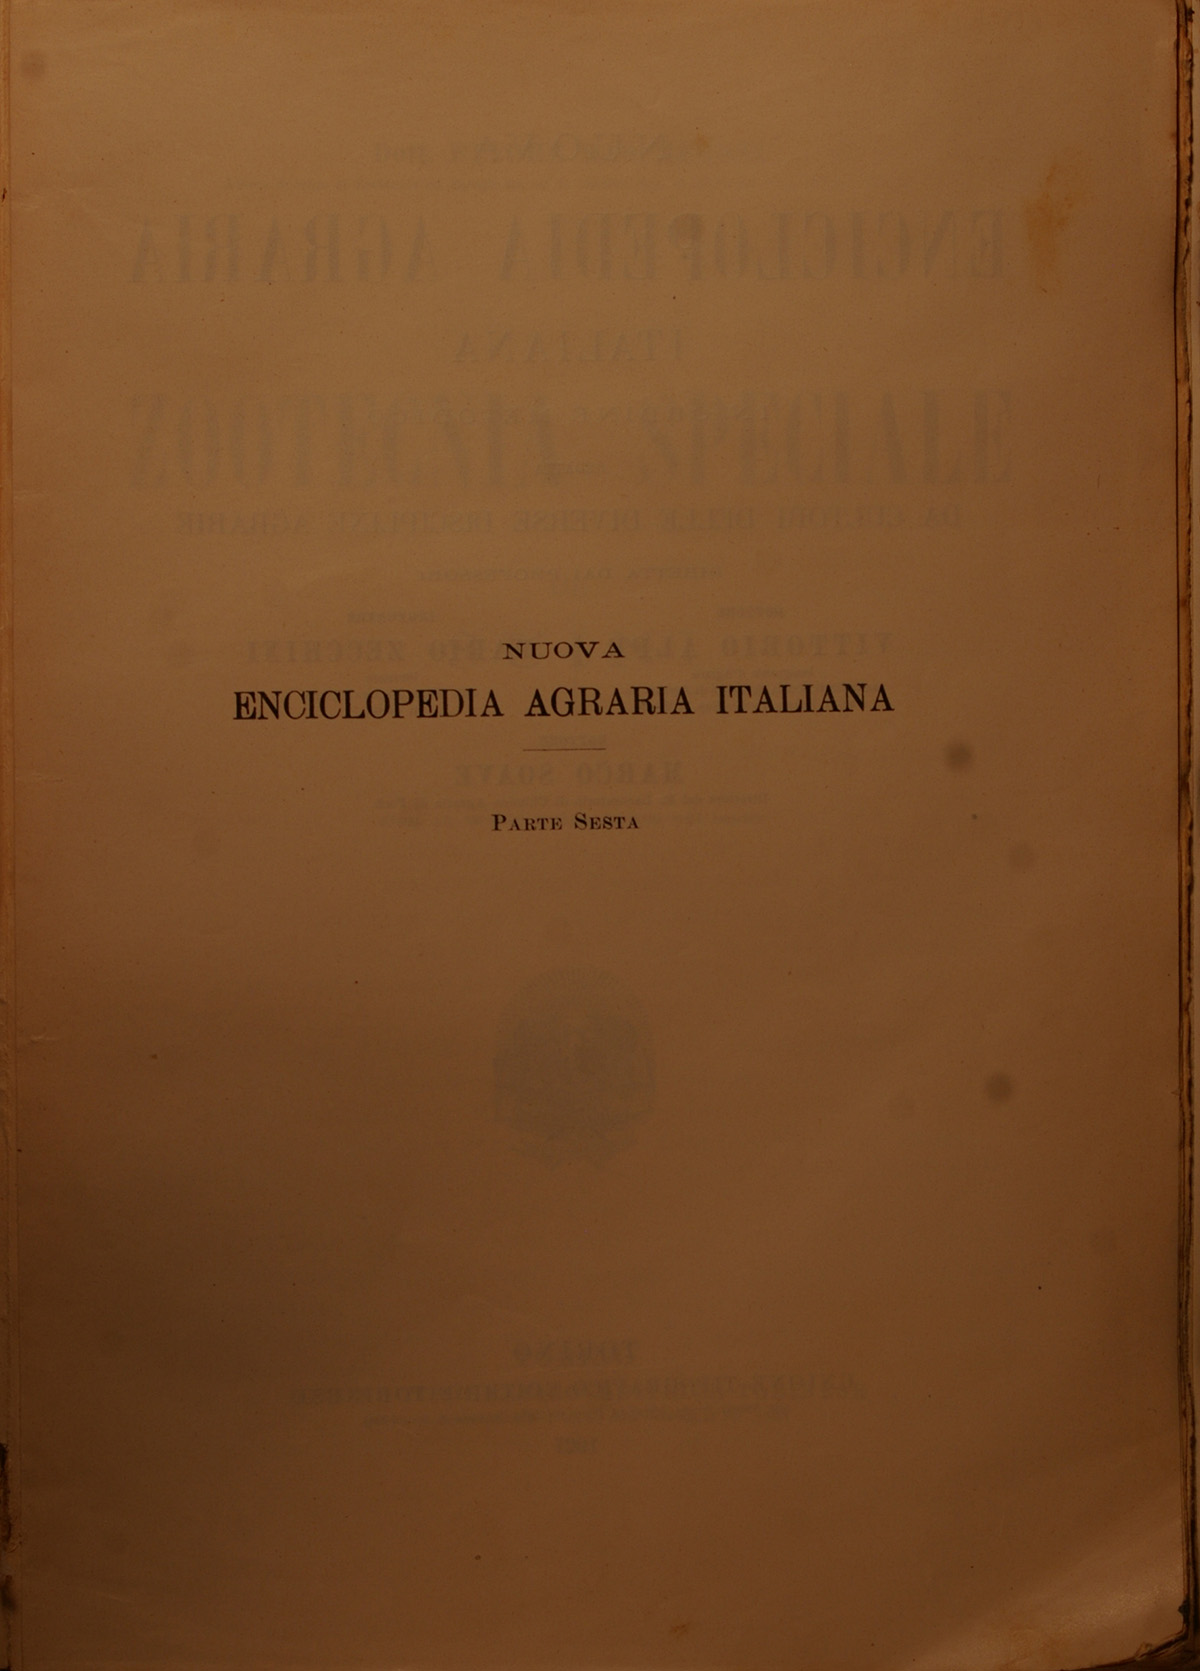 NUOVA
ENCICLOPEDIA AGRARIA ITALIANA
PARTE SESTA